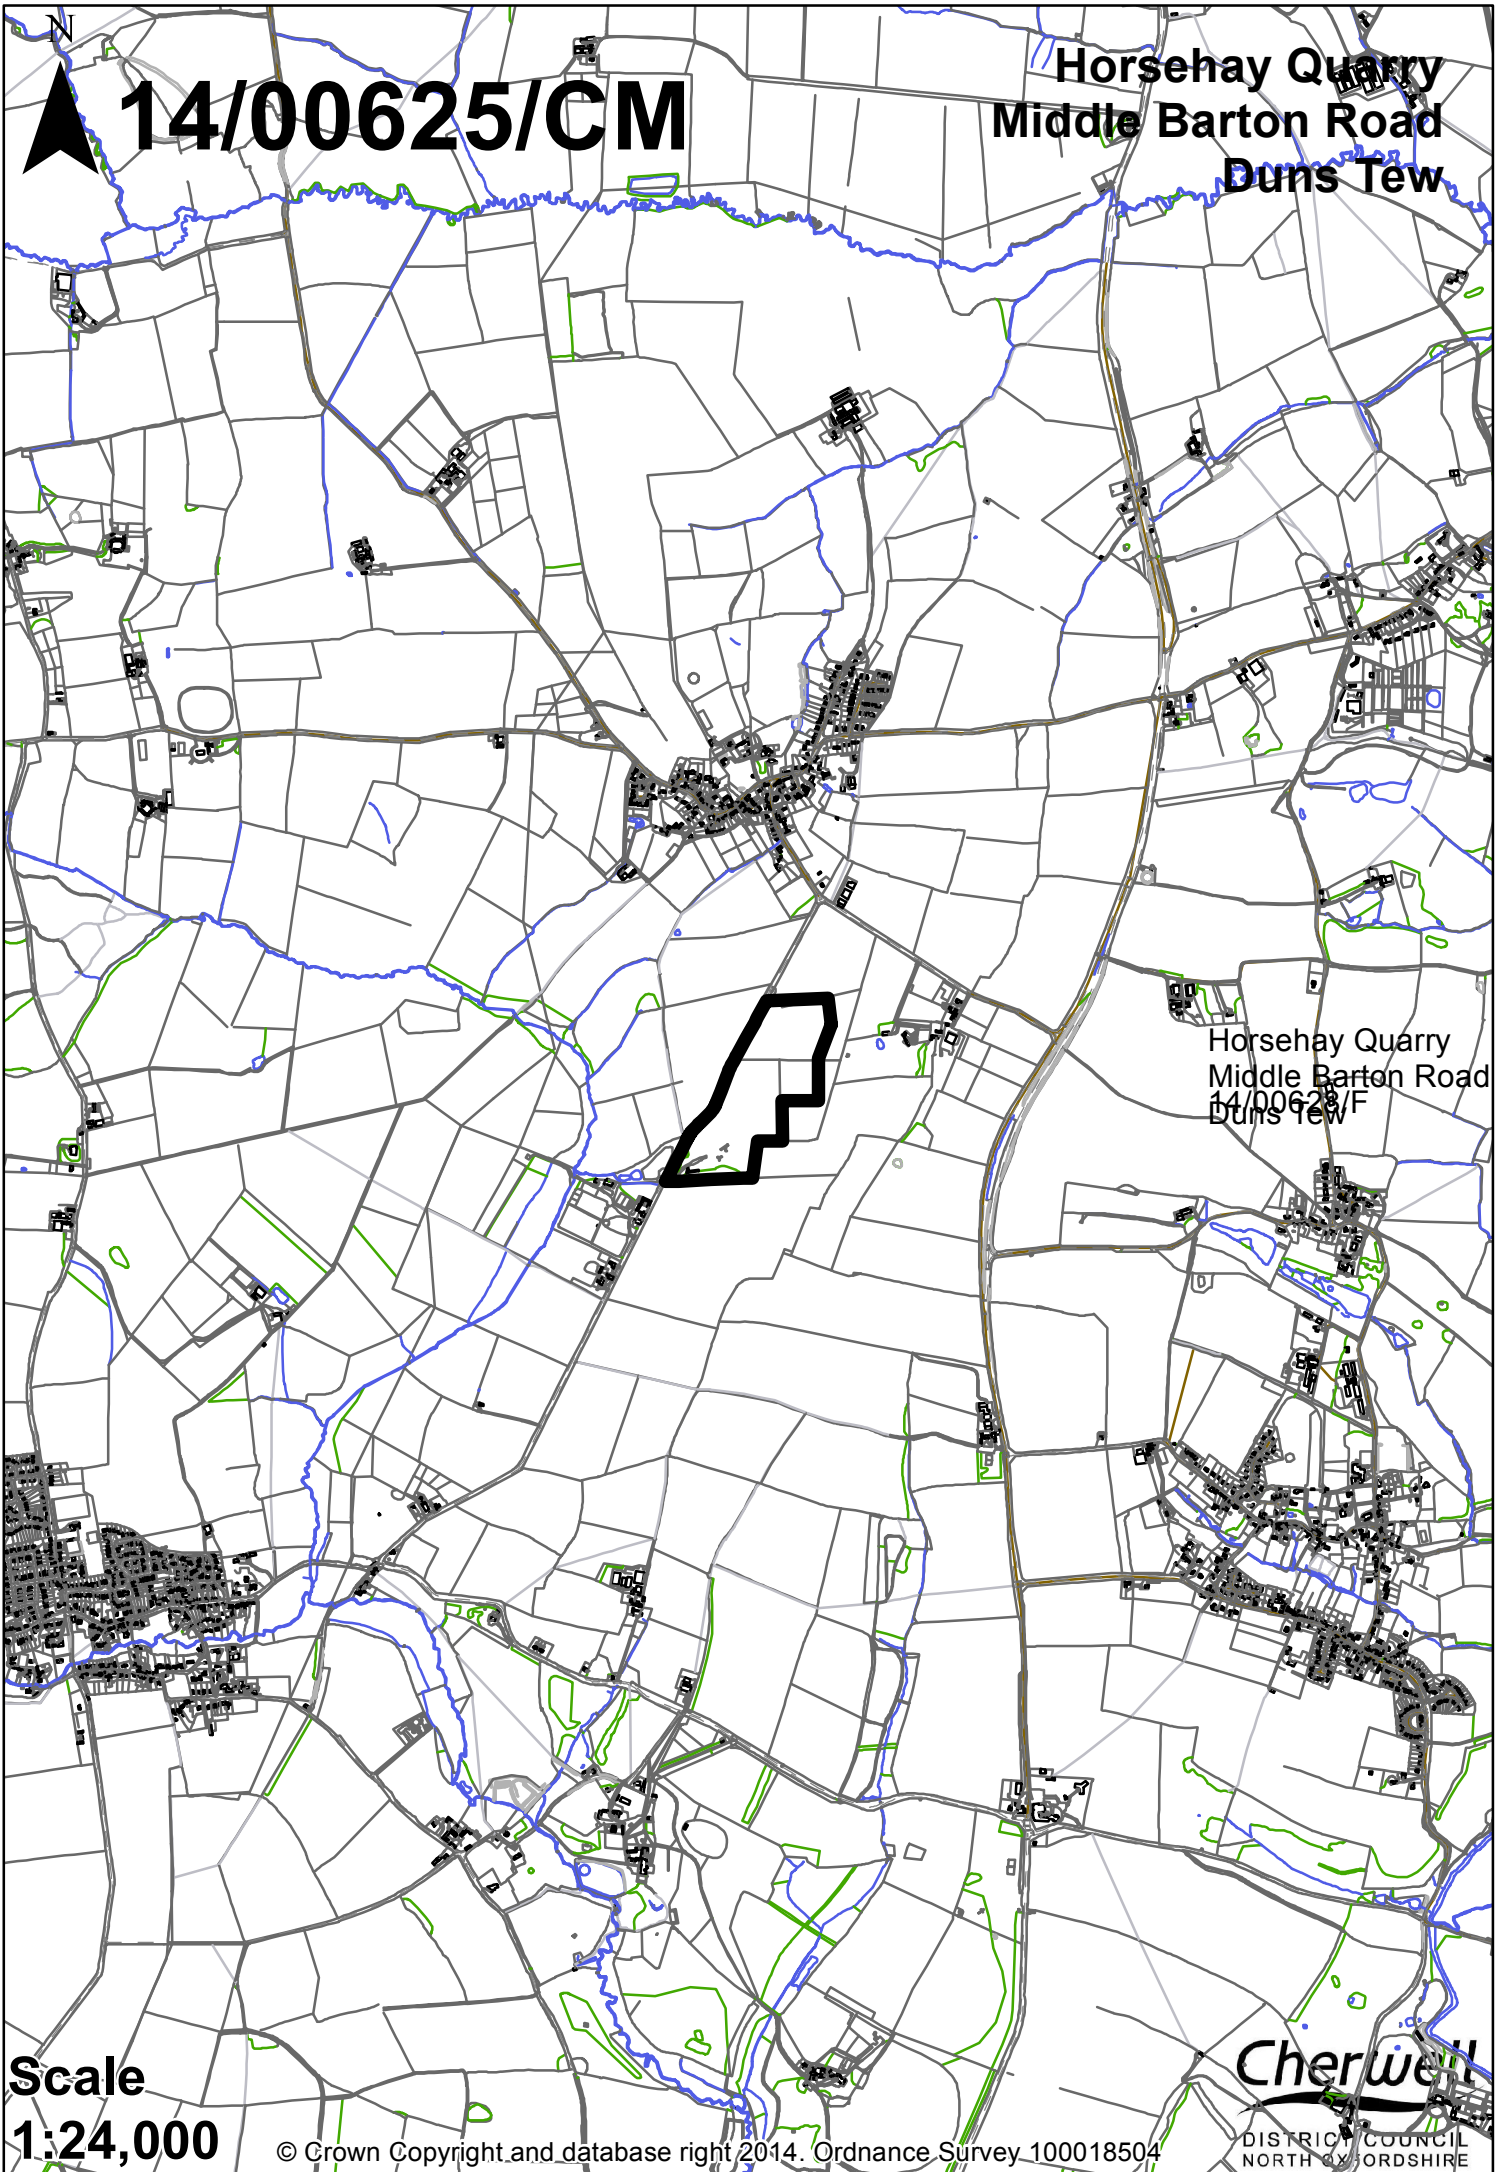 N
14/00625/CM
Horsehay Quarry
Middle Barton Road
Duns Tew
Horsehay Quarry
Middle Barton Road
Duns Tew
Scale
1:24,000
© Crown Copyright and database right 2014. Ordnance Survey 100018504
Cherwell
DISTRICT COUNCIL
NORTH OXFORDSHIRE